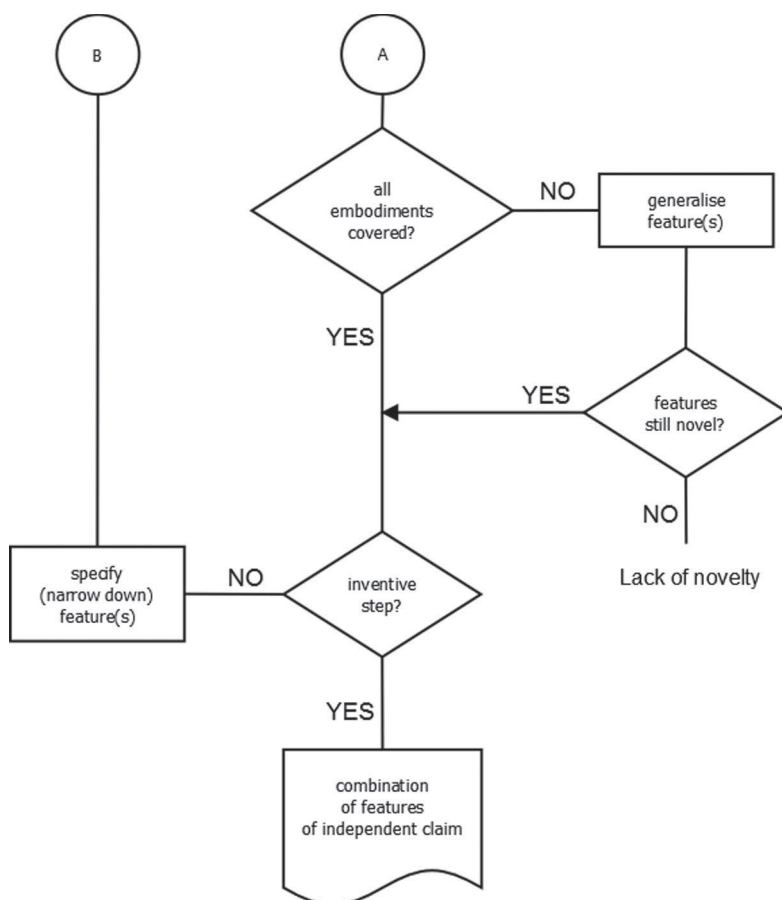 B
A
all
embodiments
covered?
NO
generalise
feature(s)
YES
YES
features
still novel?
NO
Lack of novelty
specify
(narrow down)
feature(s)
NO
inventive
step?
YES
combination
of features
of independent claim